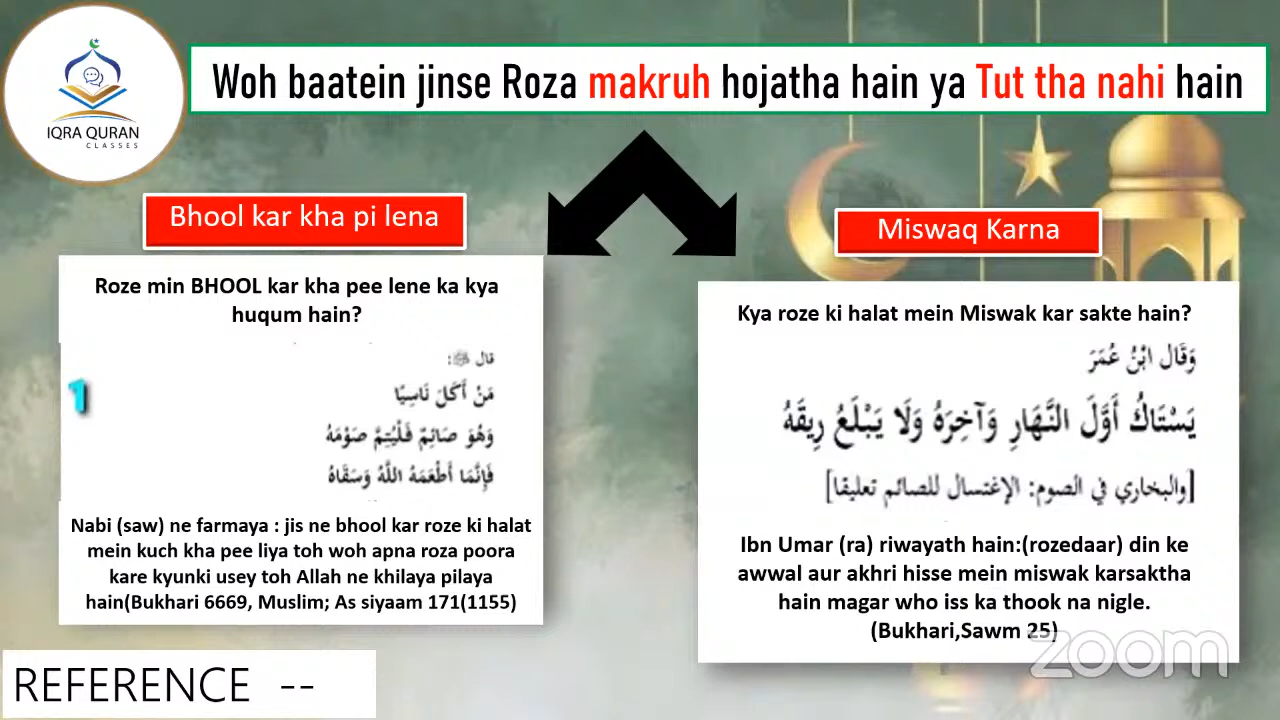 IQRA QURAN
CLASSES
Woh baatein jinse Roza makruh hojatha hain ya Tut tha nahi hain
Bhool kar kha pi lena
Roze min BHOOL kar kha pee lene ka kya
huqum hain?
قال ﷺ:
1
مَنْ أَكَلَ نَاسِيًا
وَهُوَ صَائِمٌ فَلْيُتِمَّ صَوْمَهُ
فَإِنَّمَا أَطْعَمَهُ اللَّهُ وَسَقَاهُ
Nabi (saw) ne farmaya : jis ne bhool kar roze ki halat
mein kuch kha pee liya toh woh apna roza poora
kare kyunki usey toh Allah ne khilaya pilaya
hain(Bukhari 6669, Muslim; As siyaam 171(1155)
Miswaq Karna
Kya roze ki halat mein Miswak kar sakte hain?
وَقَال ابْنُ عُمَرَ
يَسْتَاكُ أَوَّلَ النَّهَارِ وَآخِرَهُ وَلَا يَبْلَعُ رِيقَهُ
[والبخاري في الصوم: الإغتسال للصائم تعليقا]
Ibn Umar (ra) riwayath hain:(rozedaar) din ke
awwal aur akhri hisse mein miswak karsaktha
hain magar who iss ka thook na nigle.
(Bukhari,Sawm 25)
zoom
REFERENCE --